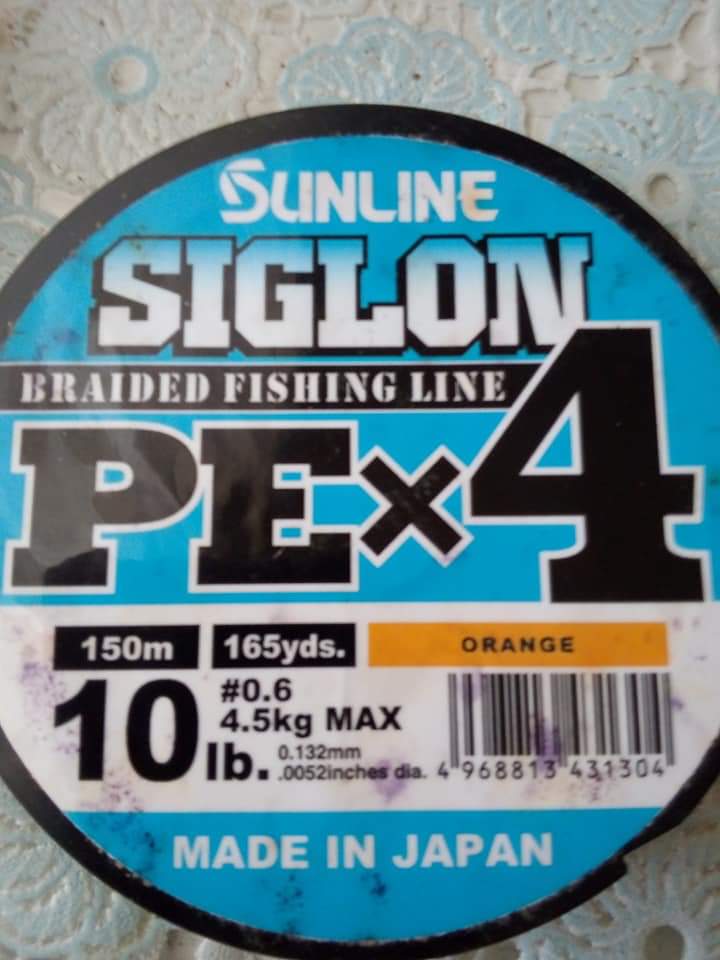 SUNLINE
SIGLON
BRAIDED FISHING LINE
PE×4
150m 165yds. ORANGE
10 lb. #0.6
4.5kg MAX
0.132mm
.0052inches dia.
4 968813 431304
MADE IN JAPAN